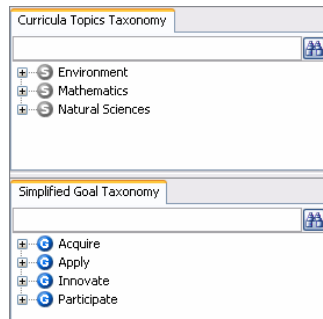 Curricula Topics Taxonomy
S Environment
S Mathematics
S Natural Sciences
Simplified Goal Taxonomy
G Acquire
G Apply
G Innovate
G Participate